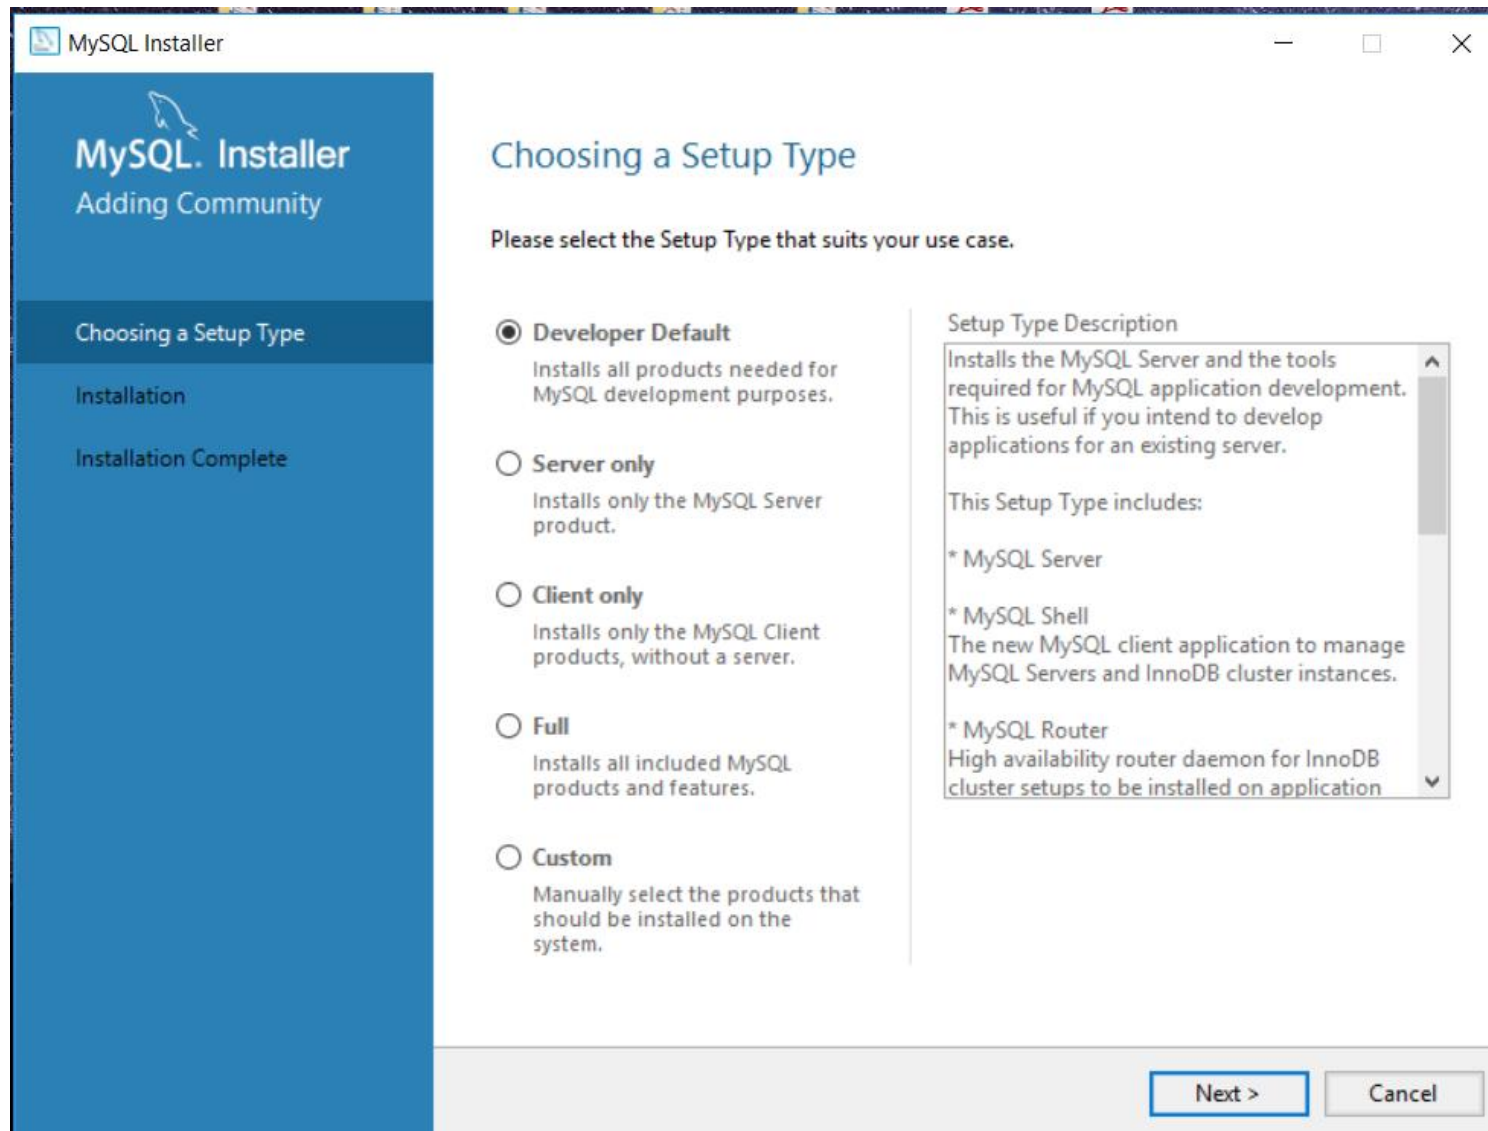 MySQL Installer
MySQL. Installer
Adding Community
Choosing a Setup Type
Installation
Installation Complete
Choosing a Setup Type
Please select the Setup Type that suits your use case.
Developer Default
Installs all products needed for
MySQL development purposes.
Server only
Installs only the MySQL Server
product.
Client only
Installs only the MySQL Client
products, without a server.
Full
Installs all included MySQL
products and features.
Custom
Manually select the products that
should be installed on the
system.
Setup Type Description
Installs the MySQL Server and the tools
required for MySQL application development.
This is useful if you intend to develop
applications for an existing server.
This Setup Type includes:
* MySQL Server
* MySQL Shell
The new MySQL client application to manage
MySQL Servers and InnoDB cluster instances.
* MySQL Router
High availability router daemon for InnoDB
cluster setups to be installed on application
Next >
Cancel